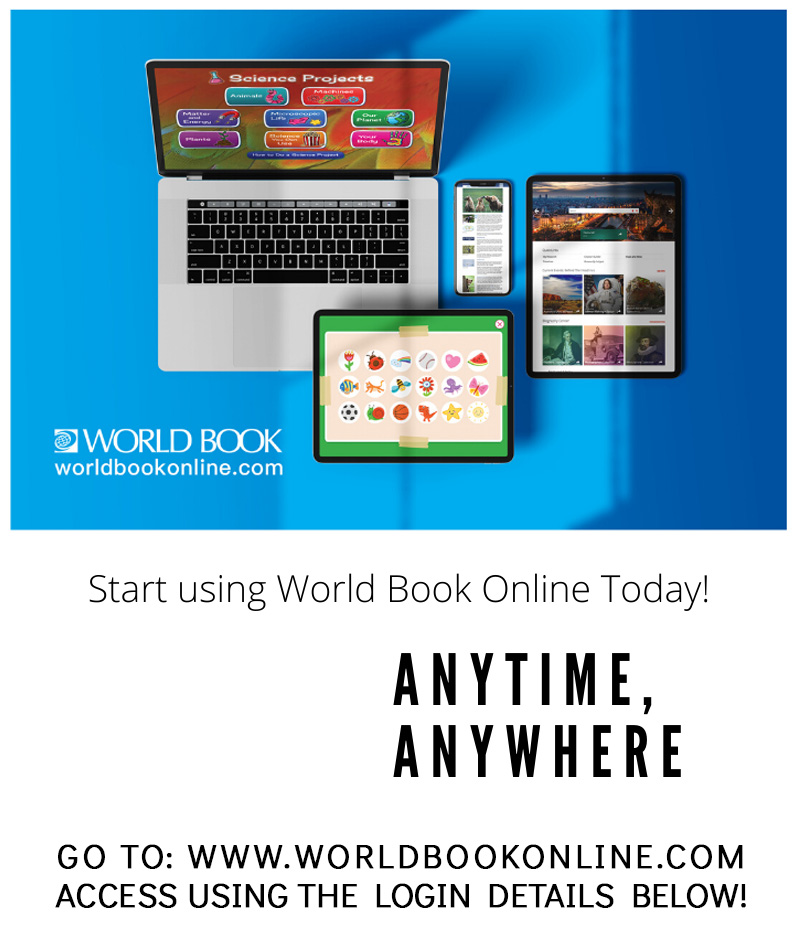 Science Projects
Animals
Machines
Matter and Energy
Microscopic Life
Our Planet
Plants
Science You Can Use
Your Body
How to Do a Science Project
WORLD BOOK
worldbookonline.com
Start using World Book Online Today!
ANYTIME,
ANYWHERE
GO TO: WWW.WORLDBOOKONLINE.COM
ACCESS USING THE LOGIN DETAILS BELOW!